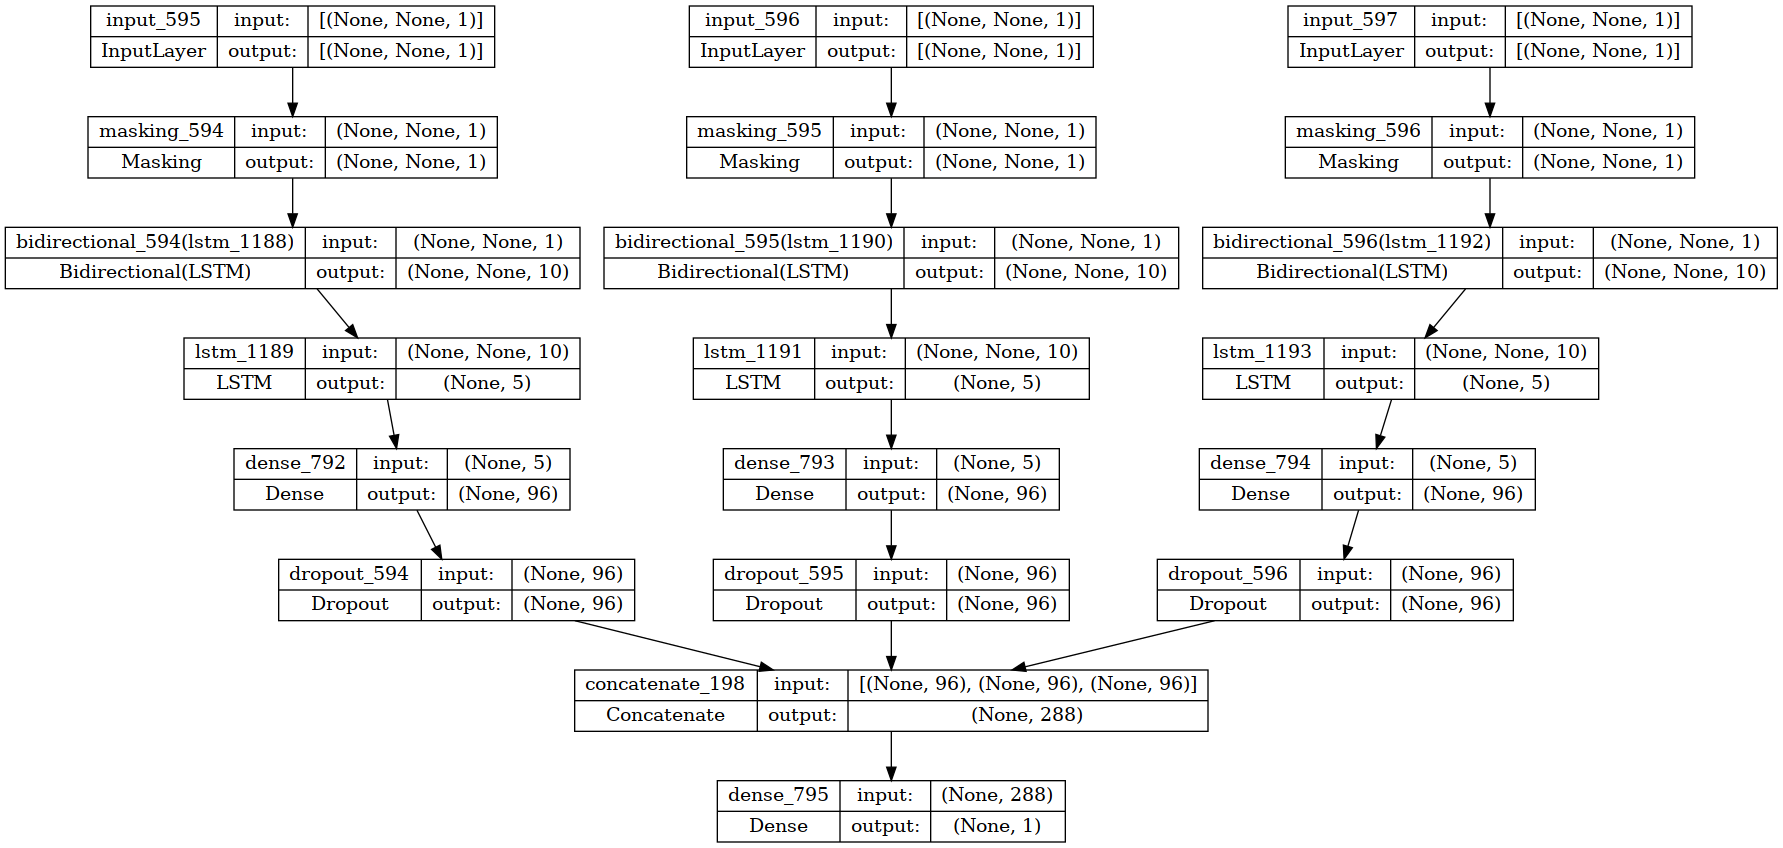 input_595 input: [(None, None, 1)]
InputLayer output: [(None, None, 1)]
input_596 input: [(None, None, 1)]
InputLayer output: [(None, None, 1)]
input_597 input: [(None, None, 1)]
InputLayer output: [(None, None, 1)]
masking_594 input: (None, None, 1)
Masking output: (None, None, 1)
masking_595 input: (None, None, 1)
Masking output: (None, None, 1)
masking_596 input: (None, None, 1)
Masking output: (None, None, 1)
bidirectional_594(lstm_1188) input: (None, None, 1)
Bidirectional(LSTM) output: (None, None, 10)
bidirectional_595(lstm_1190) input: (None, None, 1)
Bidirectional(LSTM) output: (None, None, 10)
bidirectional_596(lstm_1192) input: (None, None, 1)
Bidirectional(LSTM) output: (None, None, 10)
lstm_1189 input: (None, None, 10)
LSTM output: (None, 5)
lstm_1191 input: (None, None, 10)
LSTM output: (None, 5)
lstm_1193 input: (None, None, 10)
LSTM output: (None, 5)
dense_792 input: (None, 5)
Dense output: (None, 96)
dense_793 input: (None, 5)
Dense output: (None, 96)
dense_794 input: (None, 5)
Dense output: (None, 96)
dropout_594 input: (None, 96)
Dropout output: (None, 96)
dropout_595 input: (None, 96)
Dropout output: (None, 96)
dropout_596 input: (None, 96)
Dropout output: (None, 96)
concatenate_198 input: [(None, 96), (None, 96), (None, 96)]
Concatenate output: (None, 288)
dense_795 input: (None, 288)
Dense output: (None, 1)